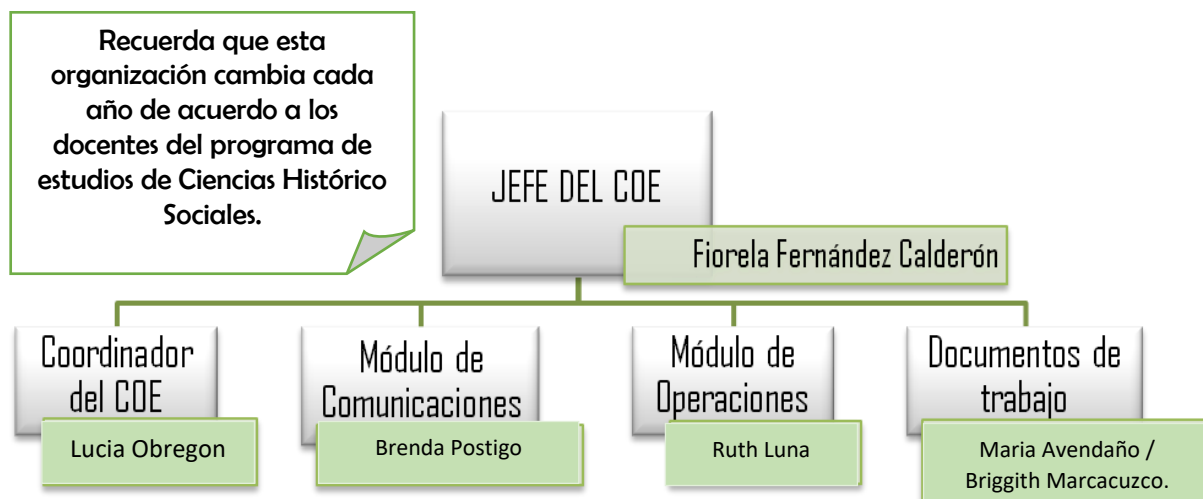 Recuerda que esta
organización cambia cada
año de acuerdo a los
docentes del programa de
estudios de Ciencias Histórico
Sociales.
JEFE DEL COE
Fiorela Fernández Calderón
Coordinador
del COE
Lucia Obregon
Módulo de
Comunicaciones
Brenda Postigo
Módulo de
Operaciones
Ruth Luna
Documentos de
trabajo
Maria Avendaño /
Briggith Marcacuzco.